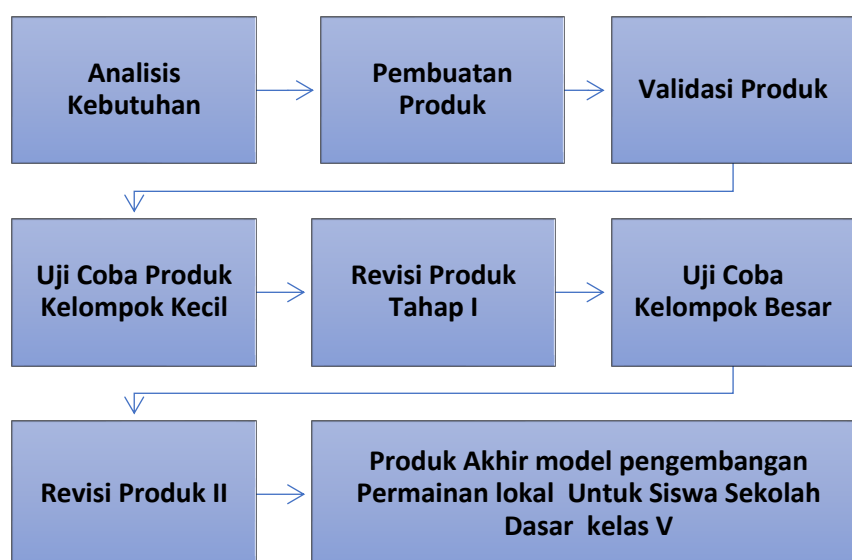 Analisis
Kebutuhan
Pembuatan
Produk
Validasi Produk
Uji Coba Produk
Kelompok Kecil
Revisi Produk
Tahap I
Uji Coba
Kelompok Besar
Revisi Produk II
Produk Akhir model pengembangan
Permainan lokal  Untuk Siswa Sekolah
Dasar  kelas V